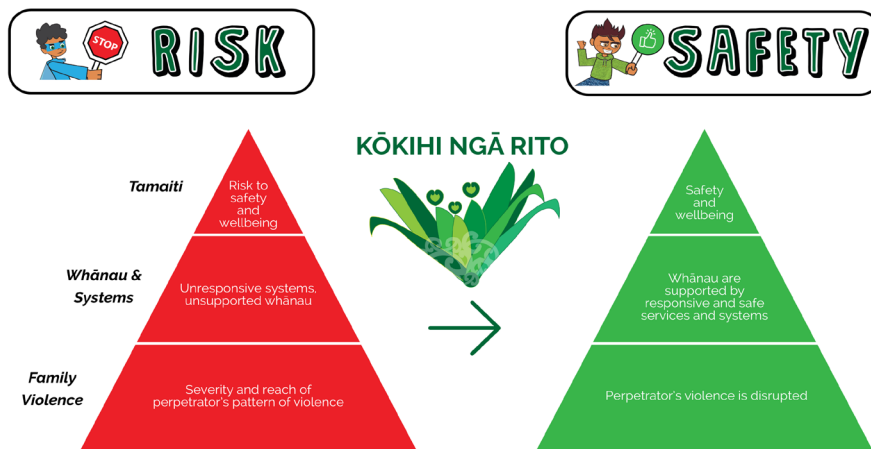 STOP
RISK
SAFETY
KŌKIHI NGĀ RITO
Tamaiti
Risk to
safety
and
wellbeing
Safety
and
wellbeing
Whānau &
Systems
Unresponsive systems,
unsupported whānau
Whānau are
supported by
responsive and safe
services and systems
Family
Violence
Severity and reach of
perpetrator's pattern of violence
Perpetrator's violence is disrupted